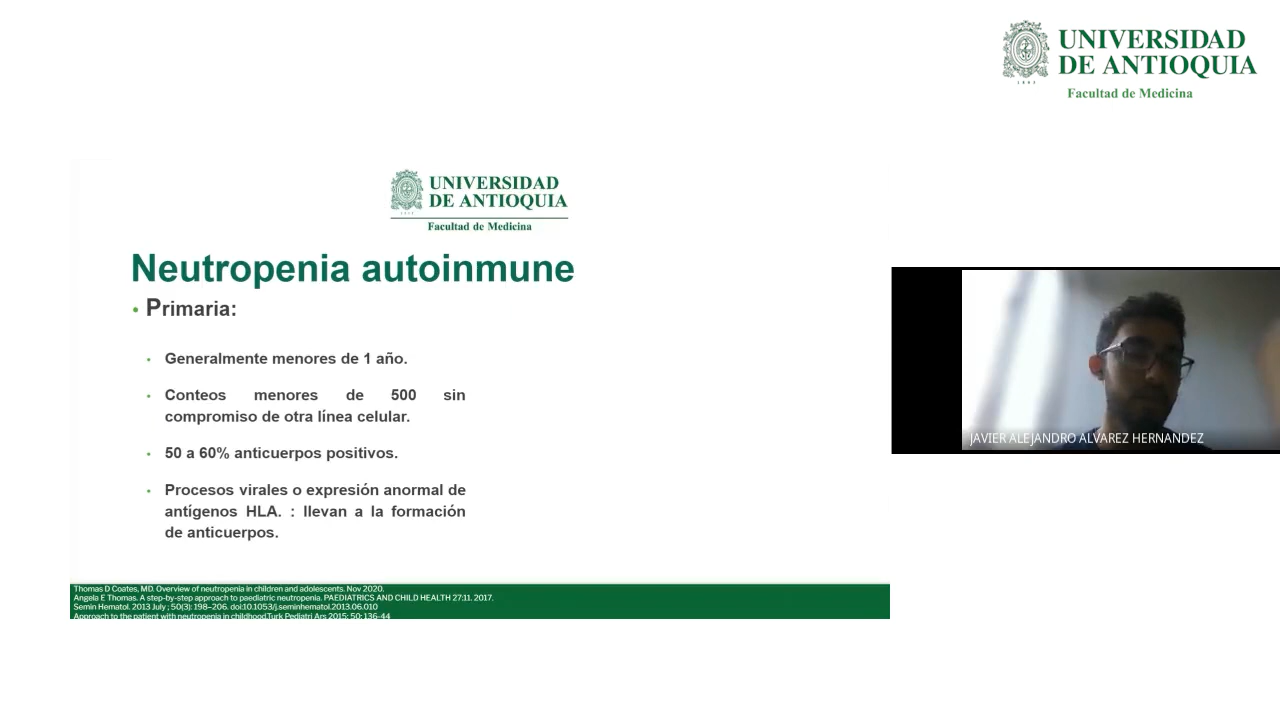 UNIVERSIDAD
DE ANTIOQUIA
Facultad de Medicina
1803
UNIVERSIDAD
DE ANTIOQUIA
Facultad de Medicina
Neutropenia autoinmune
• Primaria:
• Generalmente menores de 1 año.
• Conteos menores de 500 sin
compromiso de otra línea celular.
• 50 a 60% anticuerpos positivos.
• Procesos virales o expresión anormal de
antígenos HLA. : llevan a la formación
de anticuerpos.
JAVIER ALEJANDRO ALVAREZ HERNANDEZ
Thomas D Coates, MD. Overview of neutropenia in children and adolescents. Nov 2020.
Angela E Thomas. A step-by-step approach to paediatric neutropenia. PAEDIATRICS AND CHILD HEALTH 27:11. 2017.
Semin Hematol. 2013 July ; 50(3): 198–206. doi:10.1053/j.seminhematol.2013.06.010
Approach to the patient with neutropenia in childhood.Turk Pediatri Ars 2015; 50: 136-44